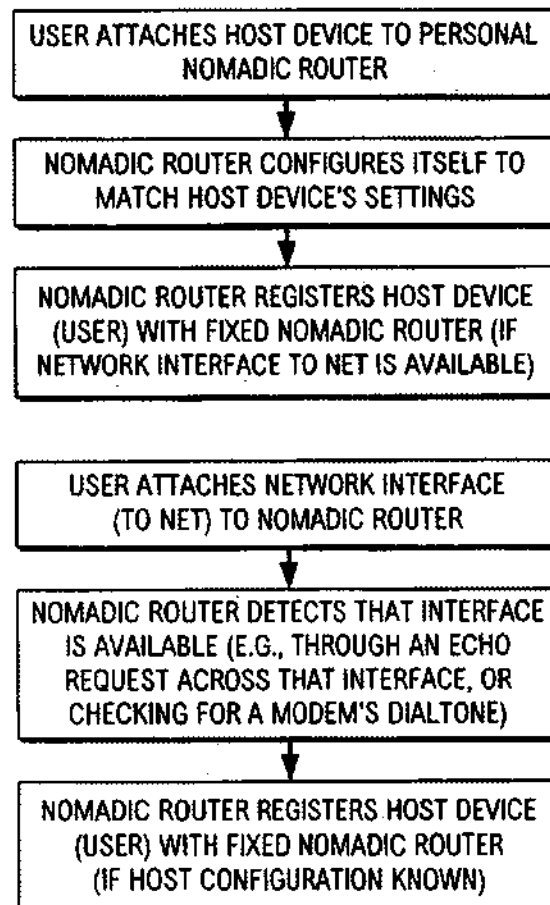 USER ATTACHES HOST DEVICE TO PERSONAL
NOMADIC ROUTER
NOMADIC ROUTER CONFIGURES ITSELF TO
MATCH HOST DEVICE'S SETTINGS
NOMADIC ROUTER REGISTERS HOST DEVICE
(USER) WITH FIXED NOMADIC ROUTER (IF
NETWORK INTERFACE TO NET IS AVAILABLE)
USER ATTACHES NETWORK INTERFACE
(TO NET) TO NOMADIC ROUTER
NOMADIC ROUTER DETECTS THAT INTERFACE
IS AVAILABLE (E.G., THROUGH AN ECHO
REQUEST ACROSS THAT INTERFACE, OR
CHECKING FOR A MODEM'S DIALTONE)
NOMADIC ROUTER REGISTERS HOST DEVICE
(USER) WITH FIXED NOMADIC ROUTER
(IF HOST CONFIGURATION KNOWN)